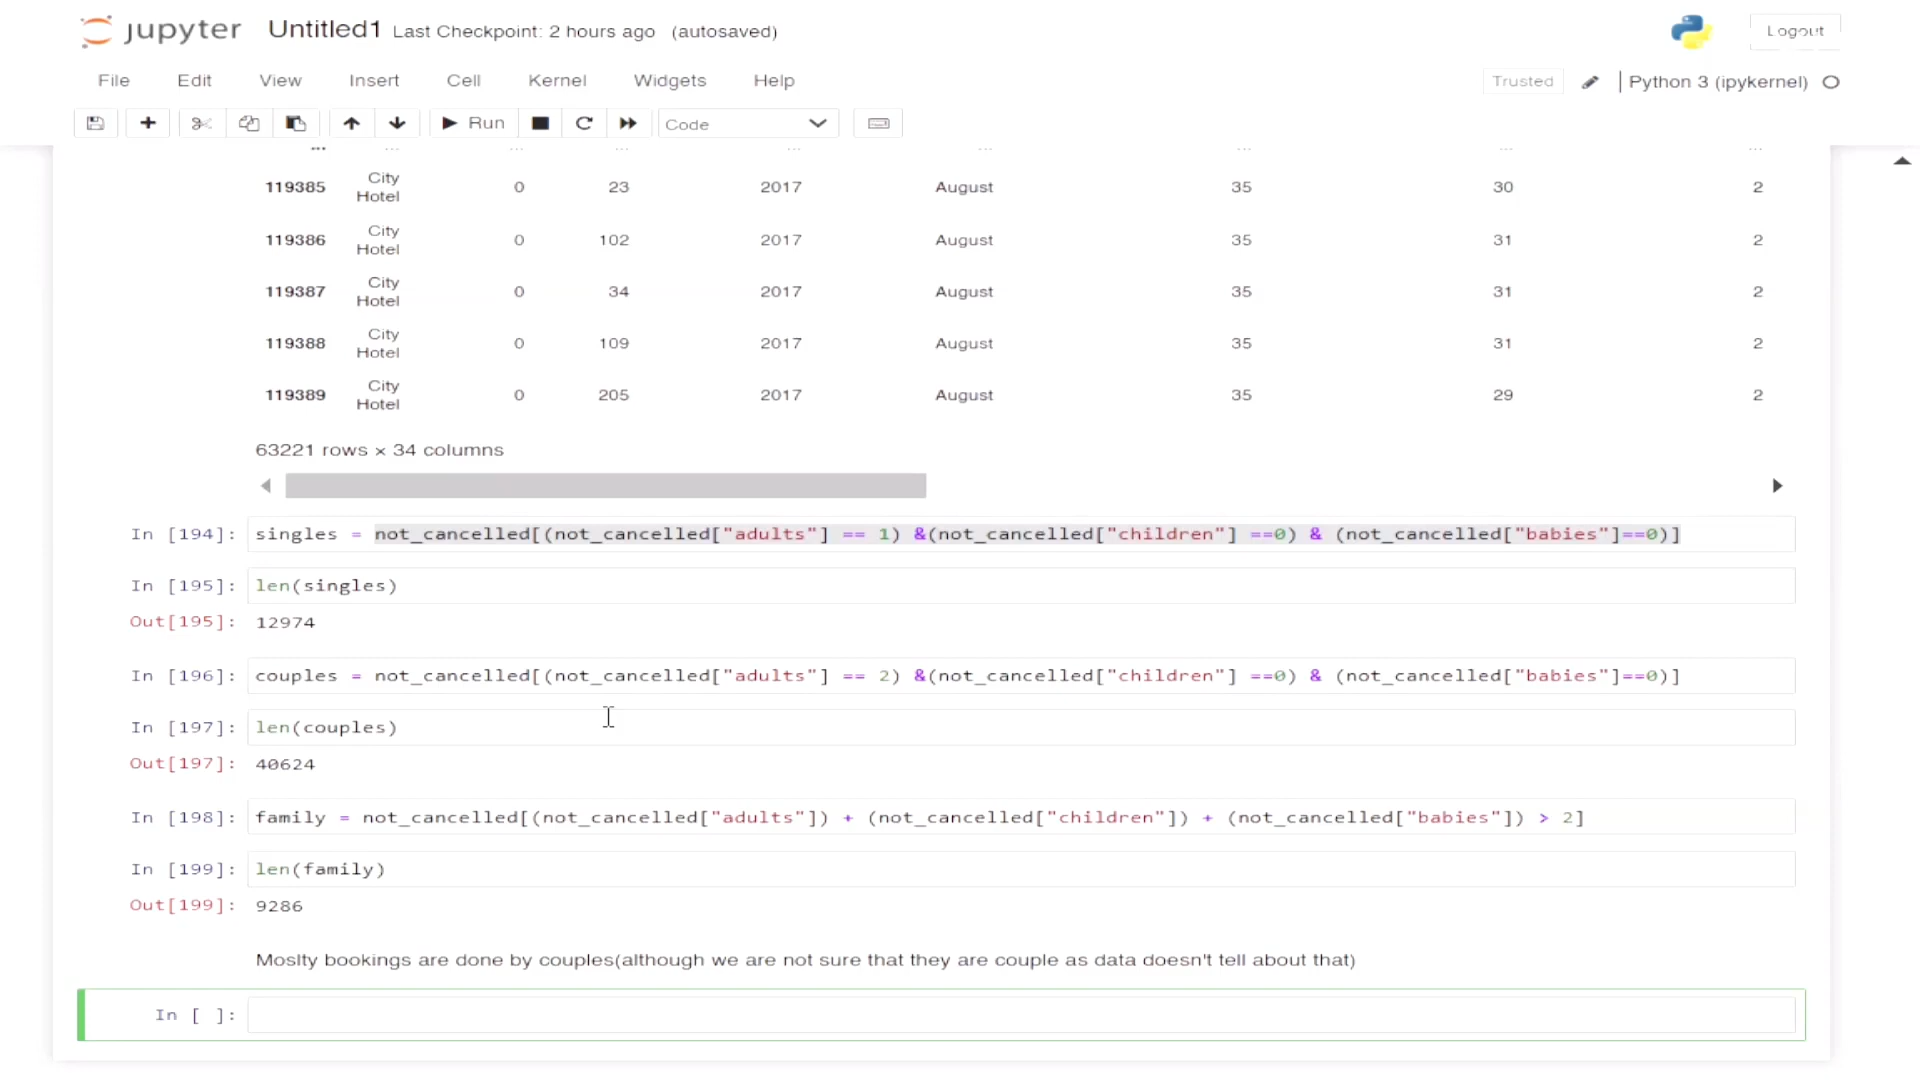 jupyter Untitled1 Last Checkpoint: 2 hours ago (autosaved)
Logout
File Edit View Insert Cell Kernel Widgets Help
Trusted Python 3 (ipykernel)
Run Code
... ... ... ... ... ... ... ... ...
119385 City Hotel 0 23 2017 August 35 30 2
119386 City Hotel 0 102 2017 August 35 31 2
119387 City Hotel 0 34 2017 August 35 31 2
119388 City Hotel 0 109 2017 August 35 31 2
119389 City Hotel 0 205 2017 August 35 29 2
63221 rows × 34 columns
In [194]: singles = not_cancelled[(not_cancelled["adults"] == 1) &(not_cancelled["children"] ==0) & (not_cancelled["babies"]==0)]
In [195]: len(singles)
Out[195]: 12974
In [196]: couples = not_cancelled[(not_cancelled["adults"] == 2) &(not_cancelled["children"] ==0) & (not_cancelled["babies"]==0)]
In [197]: len(couples)
Out[197]: 40624
In [198]: family = not_cancelled[(not_cancelled["adults"]) + (not_cancelled["children"]) + (not_cancelled["babies"]) > 2]
In [199]: len(family)
Out[199]: 9286
Moslty bookings are done by couples(although we are not sure that they are couple as data doesn't tell about that)
In [ ]: